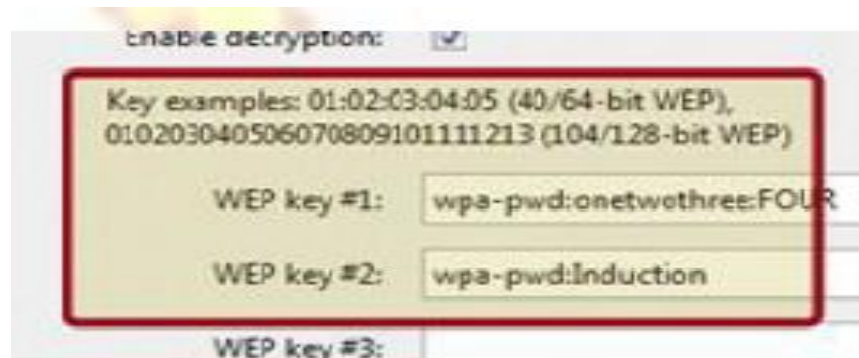 Enable decryption:
Key examples: 01:02:03:04:05 (40/64-bit WEP),
010203040506070809101111213 (104/128-bit WEP)
WEP key #1: wpa-pwd:onetwothree:FOUR
WEP key #2: wpa-pwd:Induction
WEP key #3: